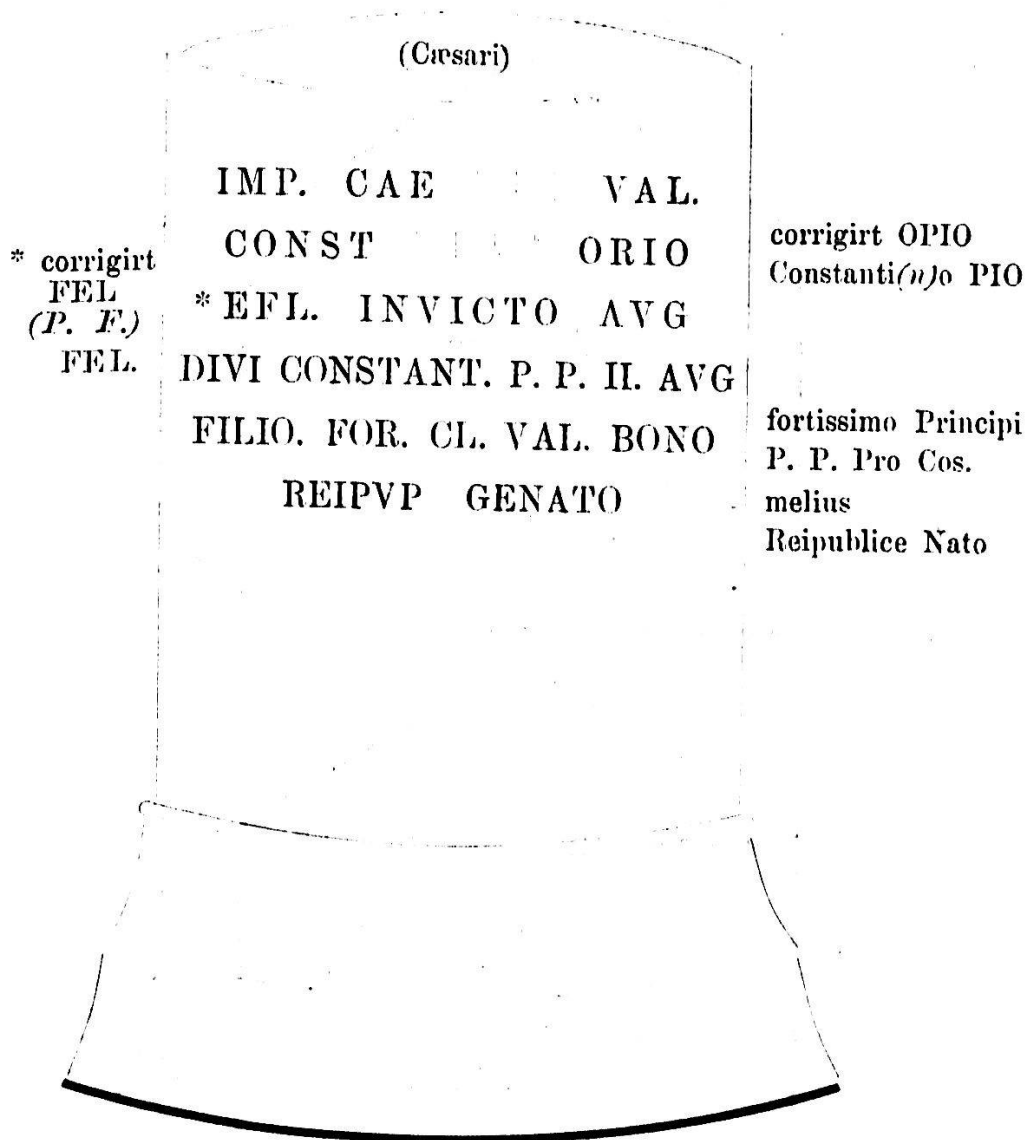 (Cæsari)
IMP. CAE VAL.
CONST ORIO
*EFL. INVICTO AVG
DIVI CONSTANT. P. P. II. AVG
FILIO. FOR. CL. VAL. BONO
REIPVP GENATO
* corrigirt
FEL
(P. F.)
FEL.
corrigirt OPIO
Constanti(n)o PIO
fortissimo Principi
P. P. Pro Cos.
melius
Reipublice Nato